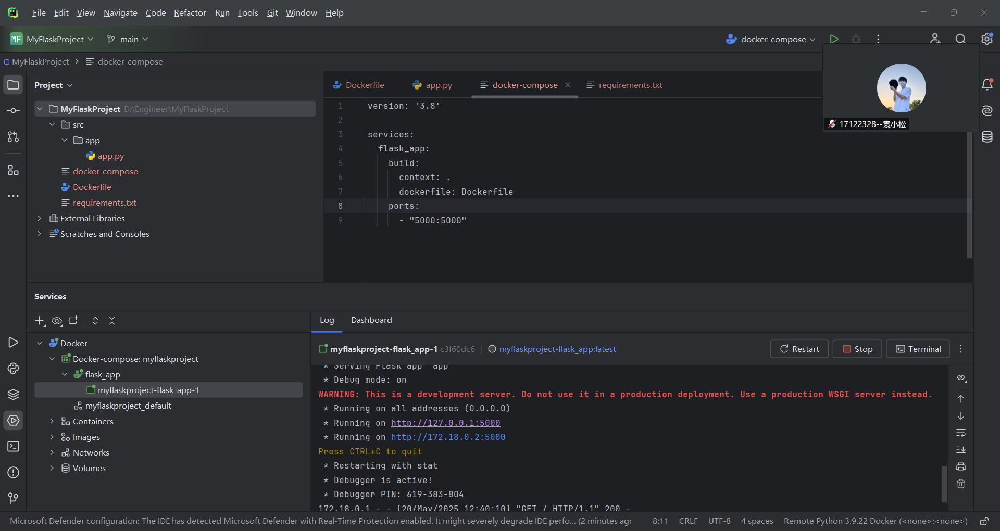 File Edit View Navigate Code Refactor Run Tools Git Window Help
MF MyFlaskProject main docker-compose
MyFlaskProject docker-compose
Project
Dockerfile app.py docker-compose requirements.txt
MyFlaskProject D:\Engineer\MyFlaskProject
src
app
app.py
docker-compose
Dockerfile
requirements.txt
External Libraries
Scratches and Consoles
1 version: '3.8'
2
3 services:
4 flask_app:
5 build:
6 context: .
7 dockerfile: Dockerfile
8 ports:
9 - "5000:5000"
17122328--袁小松
Services
Log Dashboard
Docker
Docker-compose: myflaskproject
flask_app
myflaskproject-flask_app-1
myflaskproject_default
Containers
Images
Networks
Volumes
myflaskproject-flask_app-1 c3f60dc6 myflaskproject-flask_app:latest Restart Stop Terminal
* Serving Flask app 'app'
* Debug mode: on
WARNING: This is a development server. Do not use it in a production deployment. Use a production WSGI server instead.
* Running on all addresses (0.0.0.0)
* Running on http://127.0.0.1:5000
* Running on http://172.18.0.2:5000
Press CTRL+C to quit
* Restarting with stat
* Debugger is active!
* Debugger PIN: 619-383-804
172.18.0.1 - - [20/May/2025 12:40:10] "GET / HTTP/1.1" 200 -
Microsoft Defender configuration: The IDE has detected Microsoft Defender with Real-Time Protection enabled. It might severely degrade IDE perfo... (2 minutes ago 8:11 CRLF UTF-8 4 spaces Remote Python 3.9.22 Docker (<none>:<none>)